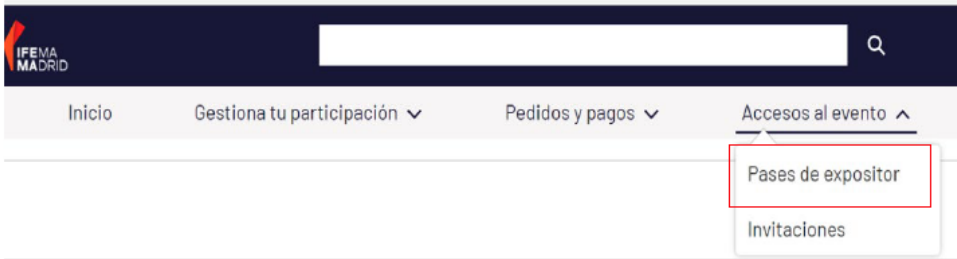 IFEMA
MADRID
Inicio Gestiona tu participación Pedidos y pagos Accesos al evento
Pases de expositor
Invitaciones